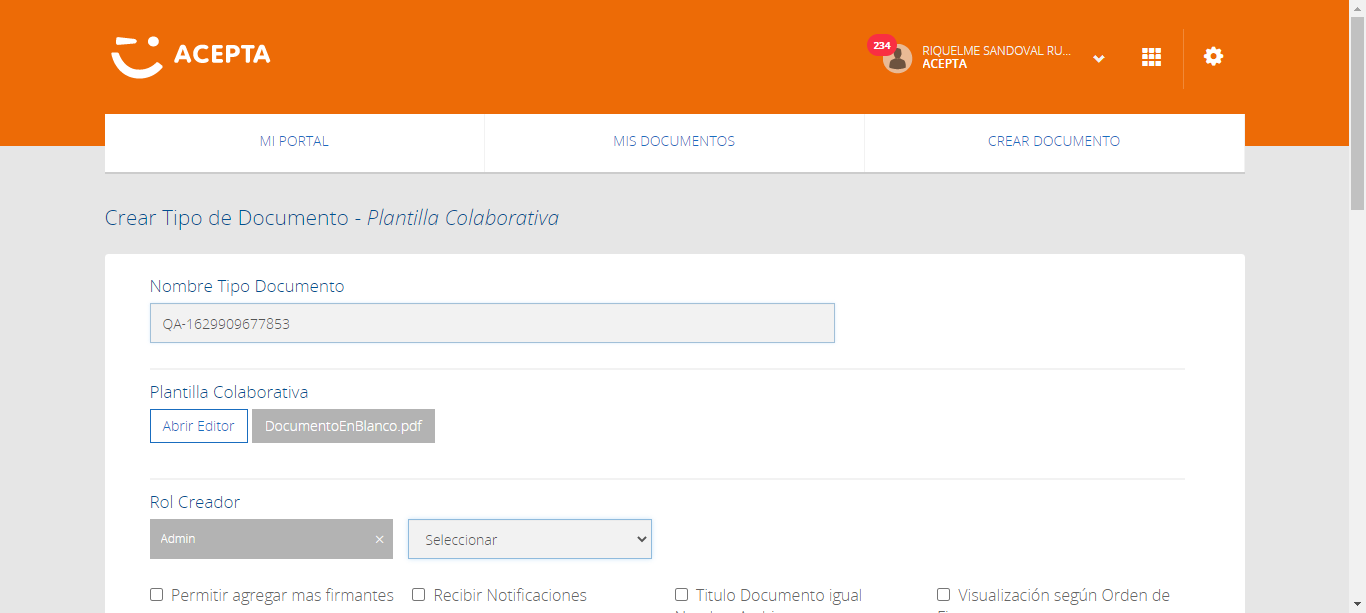 ACEPTA
234
RIQUELME SANDOVAL RU...
ACEPTA
MI PORTAL
MIS DOCUMENTOS
CREAR DOCUMENTO
Crear Tipo de Documento - Plantilla Colaborativa
Nombre Tipo Documento
QA-1629909677853
Plantilla Colaborativa
Abrir Editor
DocumentoEnBlanco.pdf
Rol Creador
Admin ×
Seleccionar
Permitir agregar mas firmantes
Recibir Notificaciones
Titulo Documento igual
Visualización según Orden de